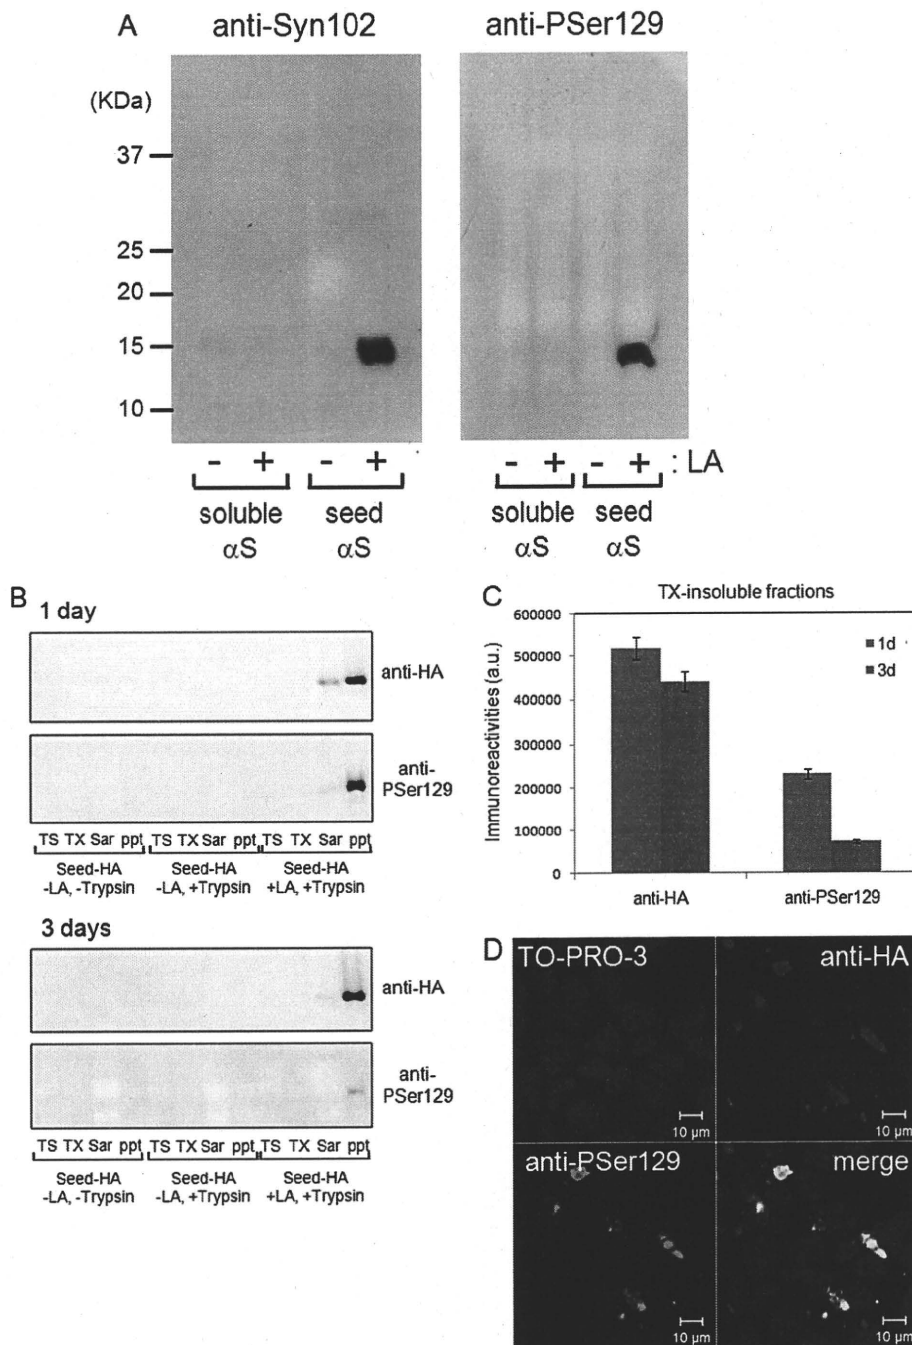 A
anti-Syn102
anti-PSer129
(KDa)
37
25
20
15
10
- + - +
- + - + : LA
soluble seed
soluble seed
αS αS
αS αS
B
1 day
anti-HA
anti-
PSer129
TS TX Sar ppt TS TX Sar ppt TS TX Sar ppt
Seed-HA Seed-HA Seed-HA
-LA, -Trypsin -LA, +Trypsin +LA, +Trypsin
3 days
anti-HA
anti-
PSer129
TS TX Sar ppt TS TX Sar ppt TS TX Sar ppt
Seed-HA Seed-HA Seed-HA
-LA, -Trypsin -LA, +Trypsin +LA, +Trypsin
C
TX-insoluble fractions
Immunoreactivities (a.u.)
600000
500000
400000
300000
200000
100000
0
1d
3d
anti-HA
anti-PSer129
D
TO-PRO-3
anti-HA
10 μm
10 μm
anti-PSer129
merge
10 μm
10 μm